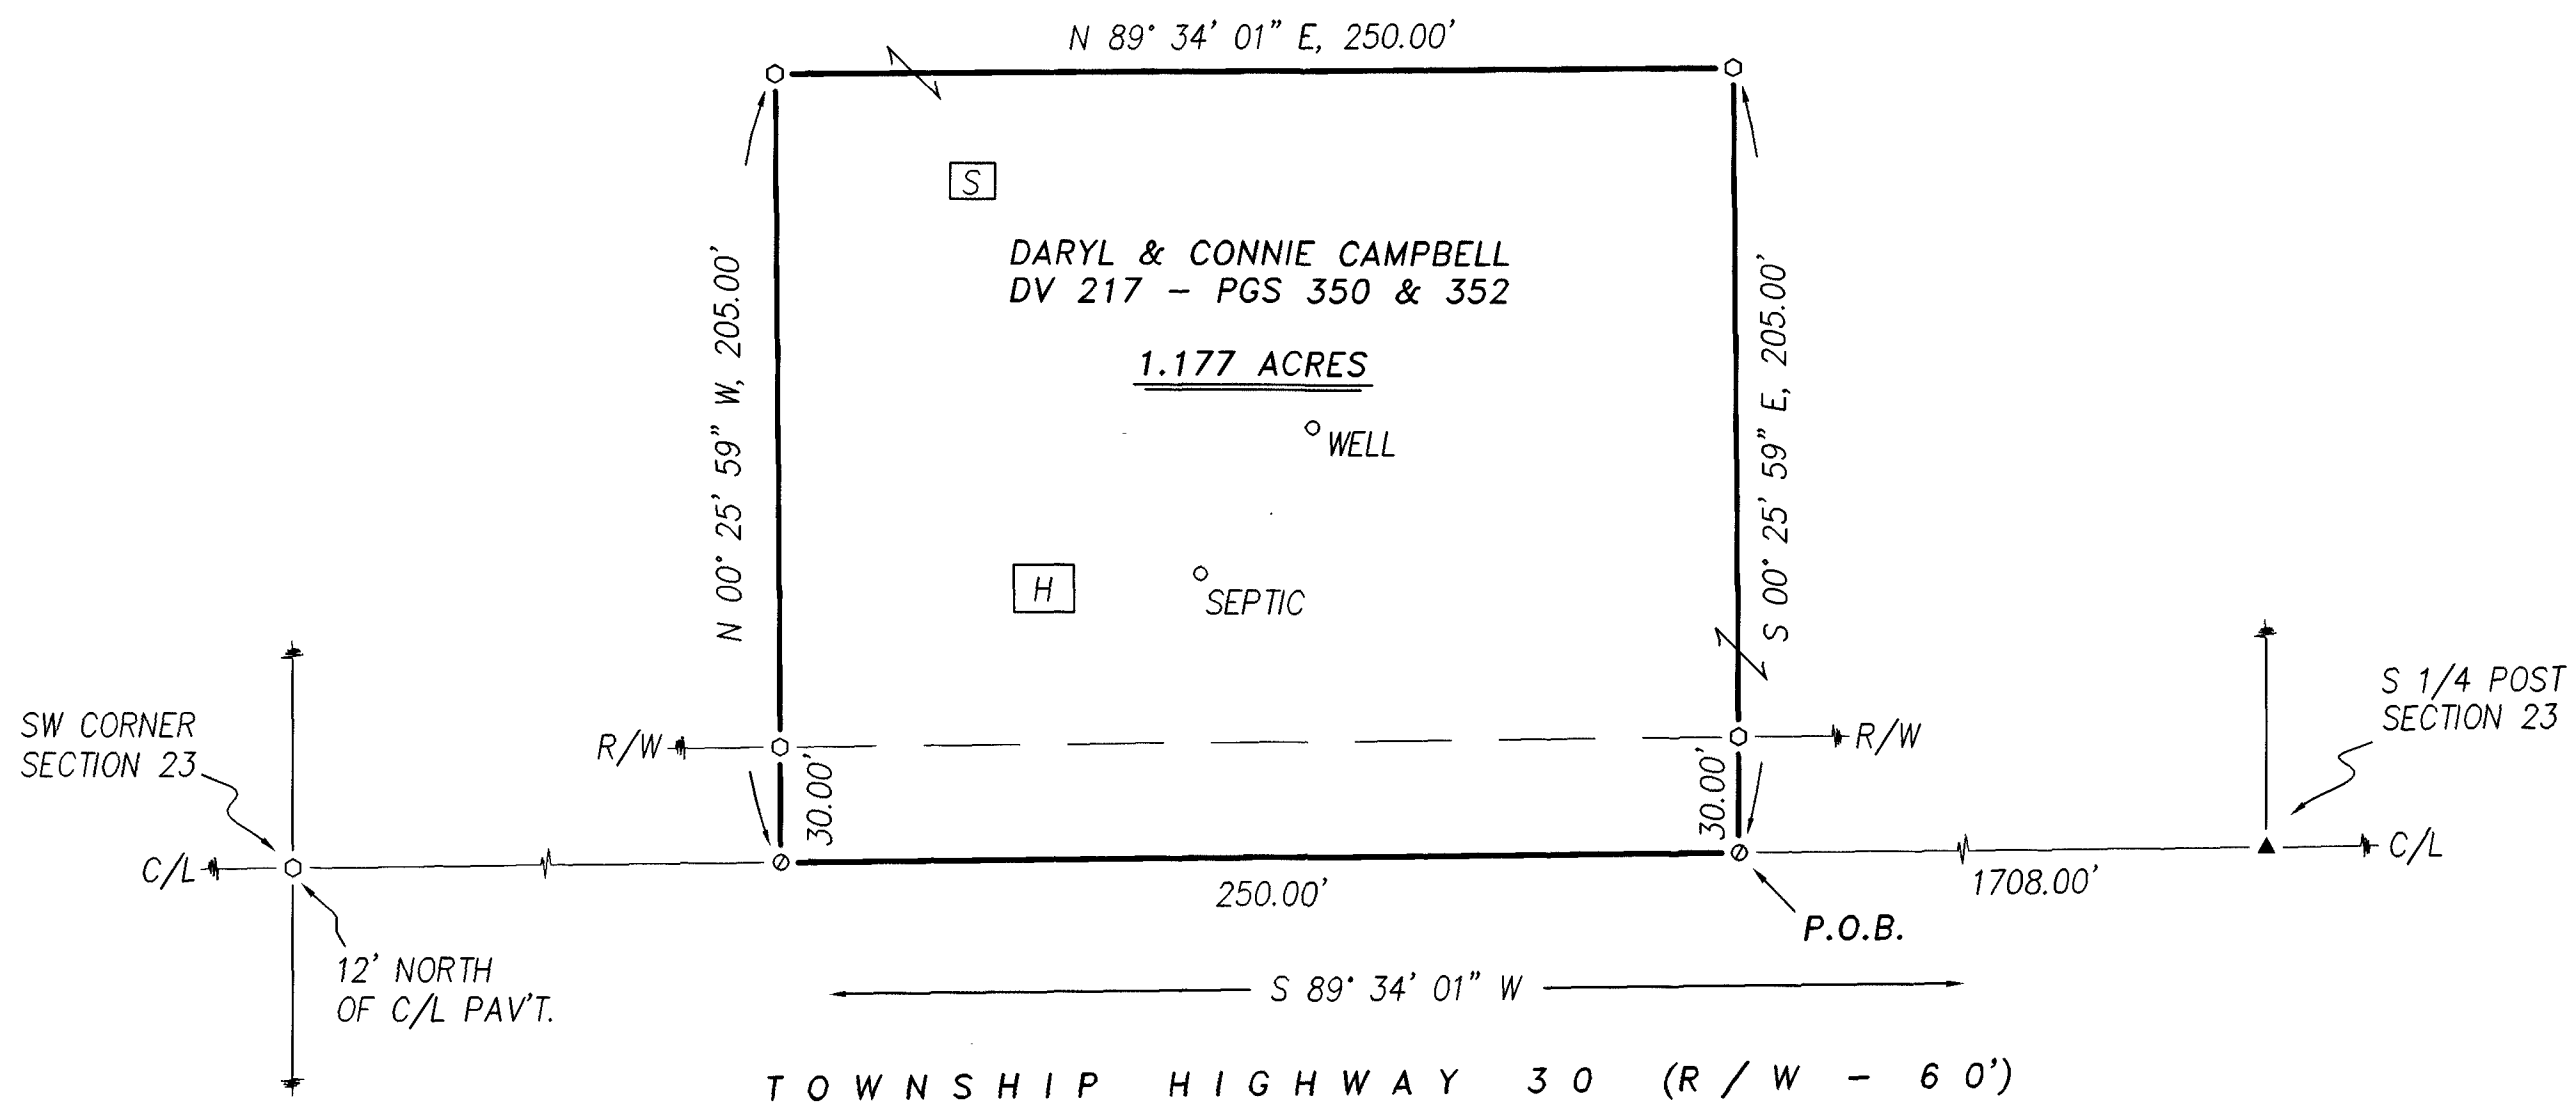 N 89° 34' 01" E, 250.00'
S
DARYL & CONNIE CAMPBELL
DV 217 - PGS 350 & 352
1.177 ACRES
N 00° 25' 59" W, 205.00'
S 00° 25' 59" E, 205.00'
WELL
H
SEPTIC
SW CORNER
SECTION 23
S 1/4 POST
SECTION 23
R/W
R/W
30.00'
30.00'
C/L
C/L
250.00'
1708.00'
P.O.B.
12' NORTH
OF C/L PAV'T.
S 89° 34' 01" W
TOWNSHIP HIGHWAY 30 (R/W - 60')